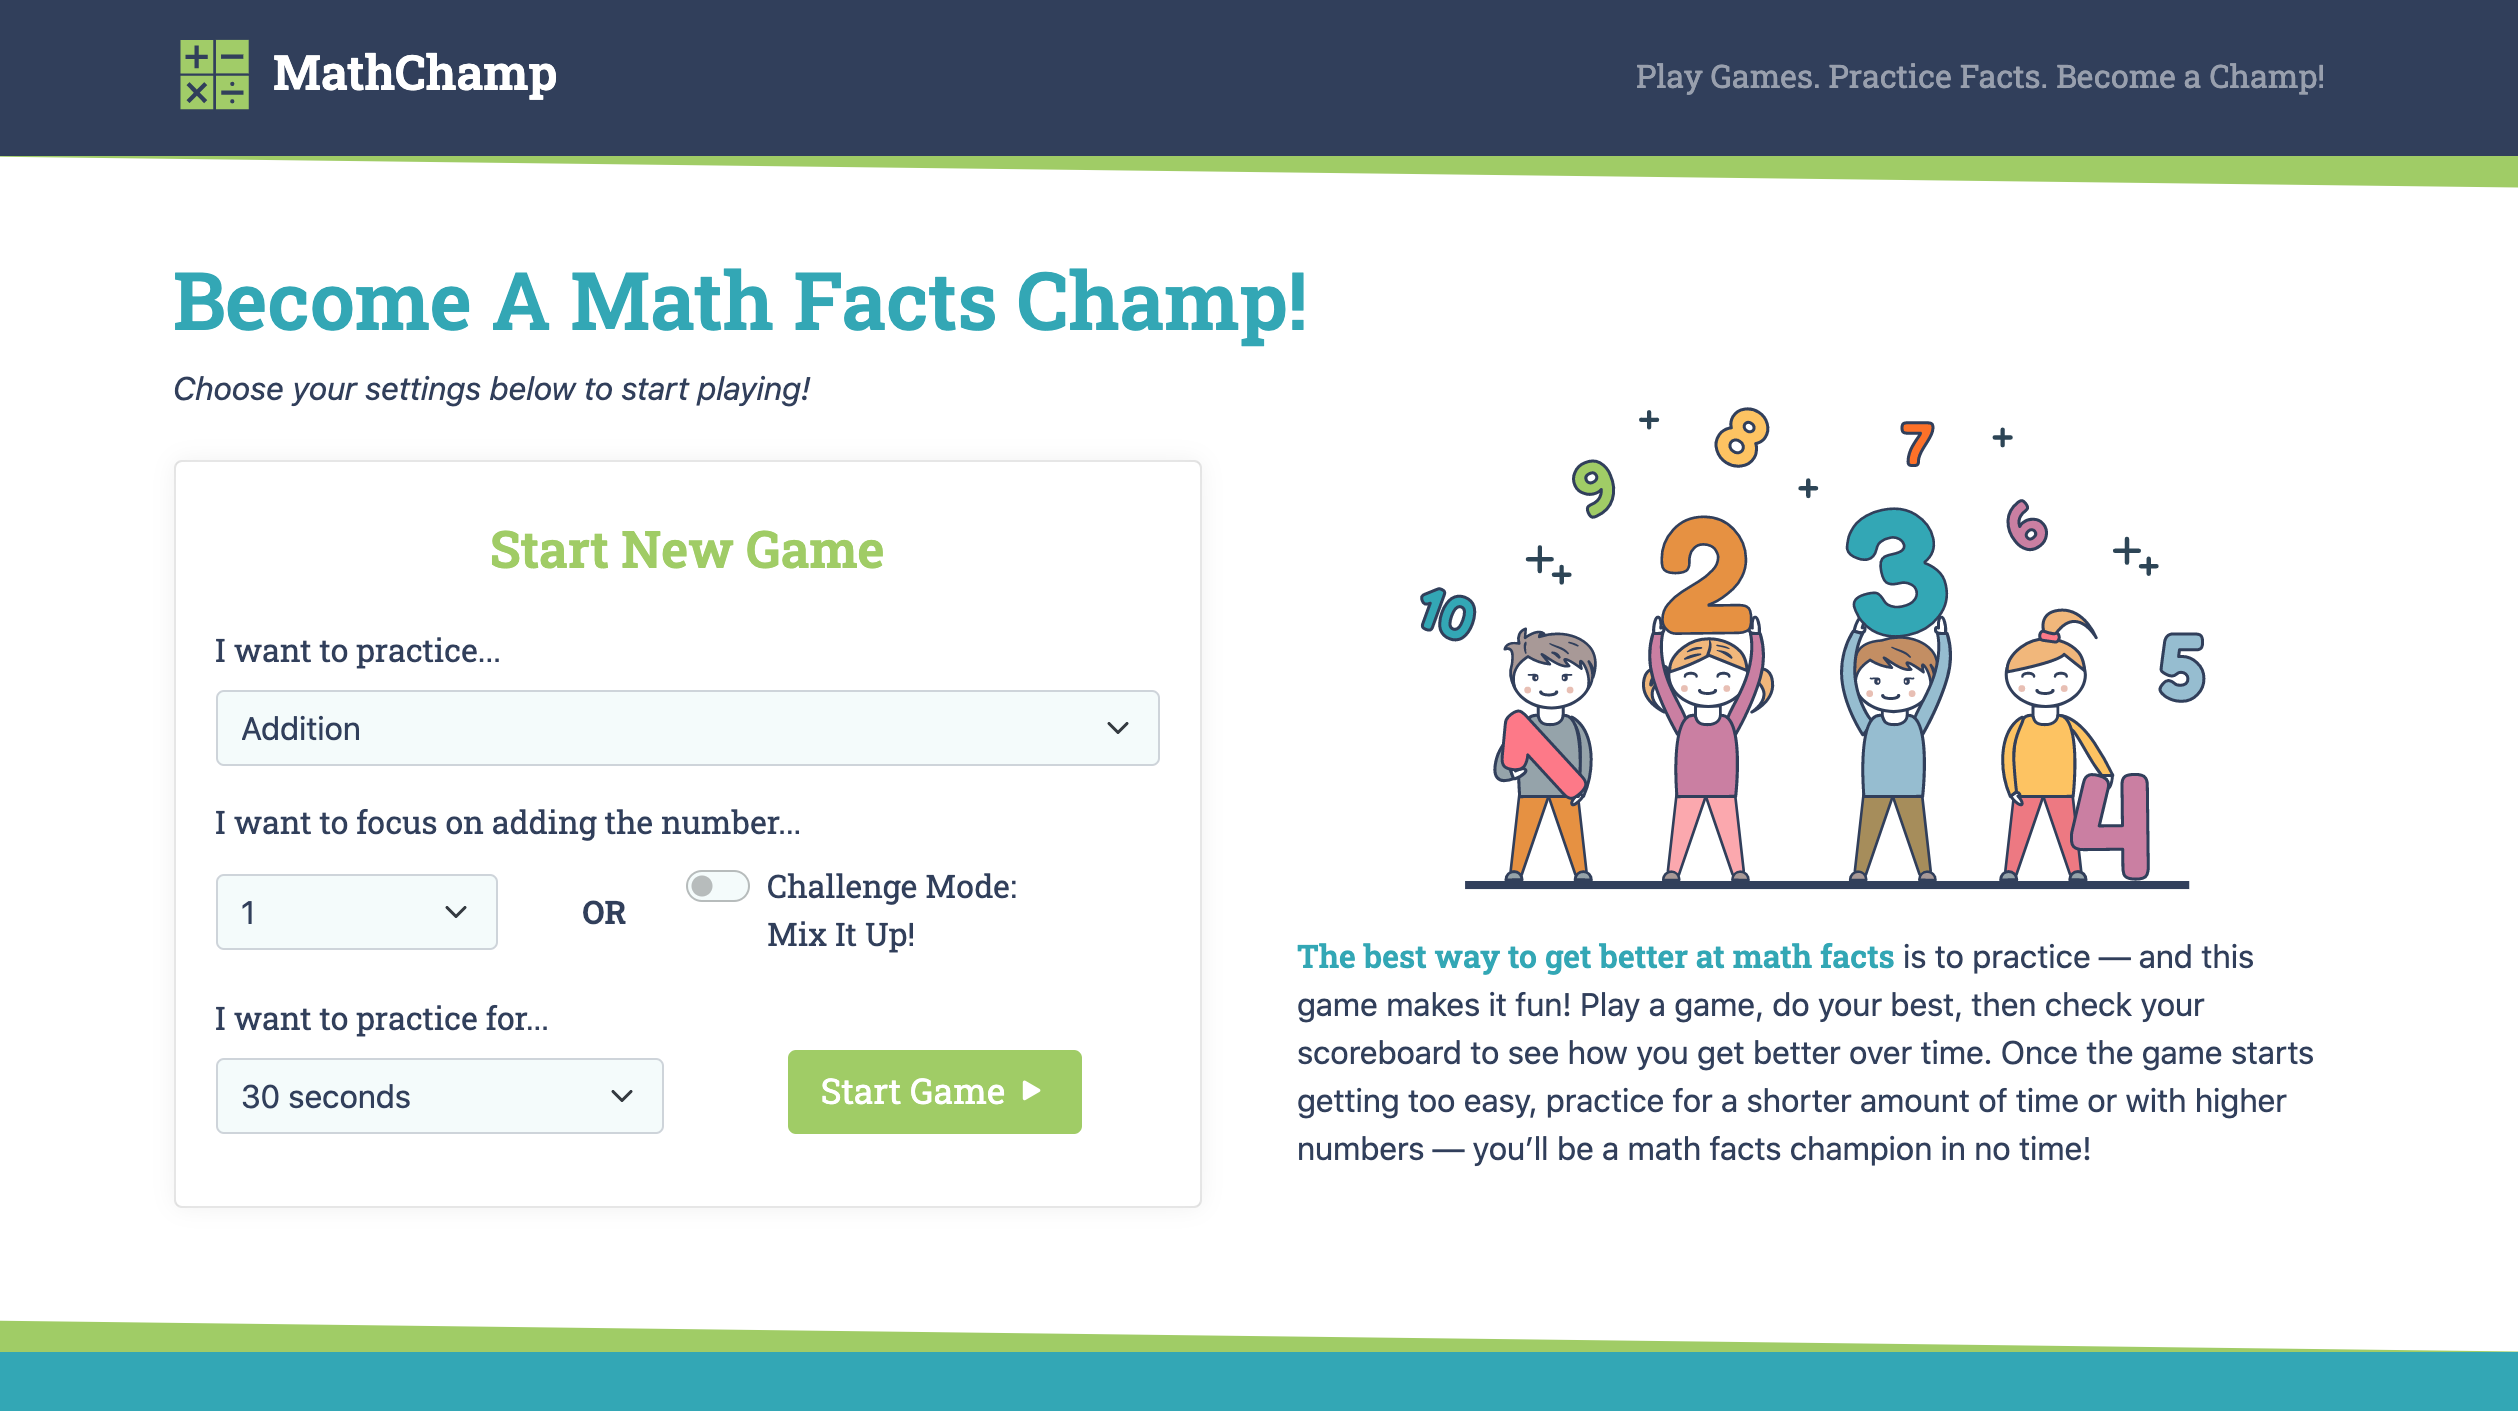 MathChamp
Play Games. Practice Facts. Become a Champ!
Become A Math Facts Champ!
Choose your settings below to start playing!
Start New Game
I want to practice...
Addition
I want to focus on adding the number...
1
OR
Challenge Mode:
Mix It Up!
I want to practice for...
30 seconds
Start Game
10
9
8
7
6
5
1
2
3
4
The best way to get better at math facts is to practice — and this
game makes it fun! Play a game, do your best, then check your
scoreboard to see how you get better over time. Once the game starts
getting too easy, practice for a shorter amount of time or with higher
numbers — you’ll be a math facts champion in no time!